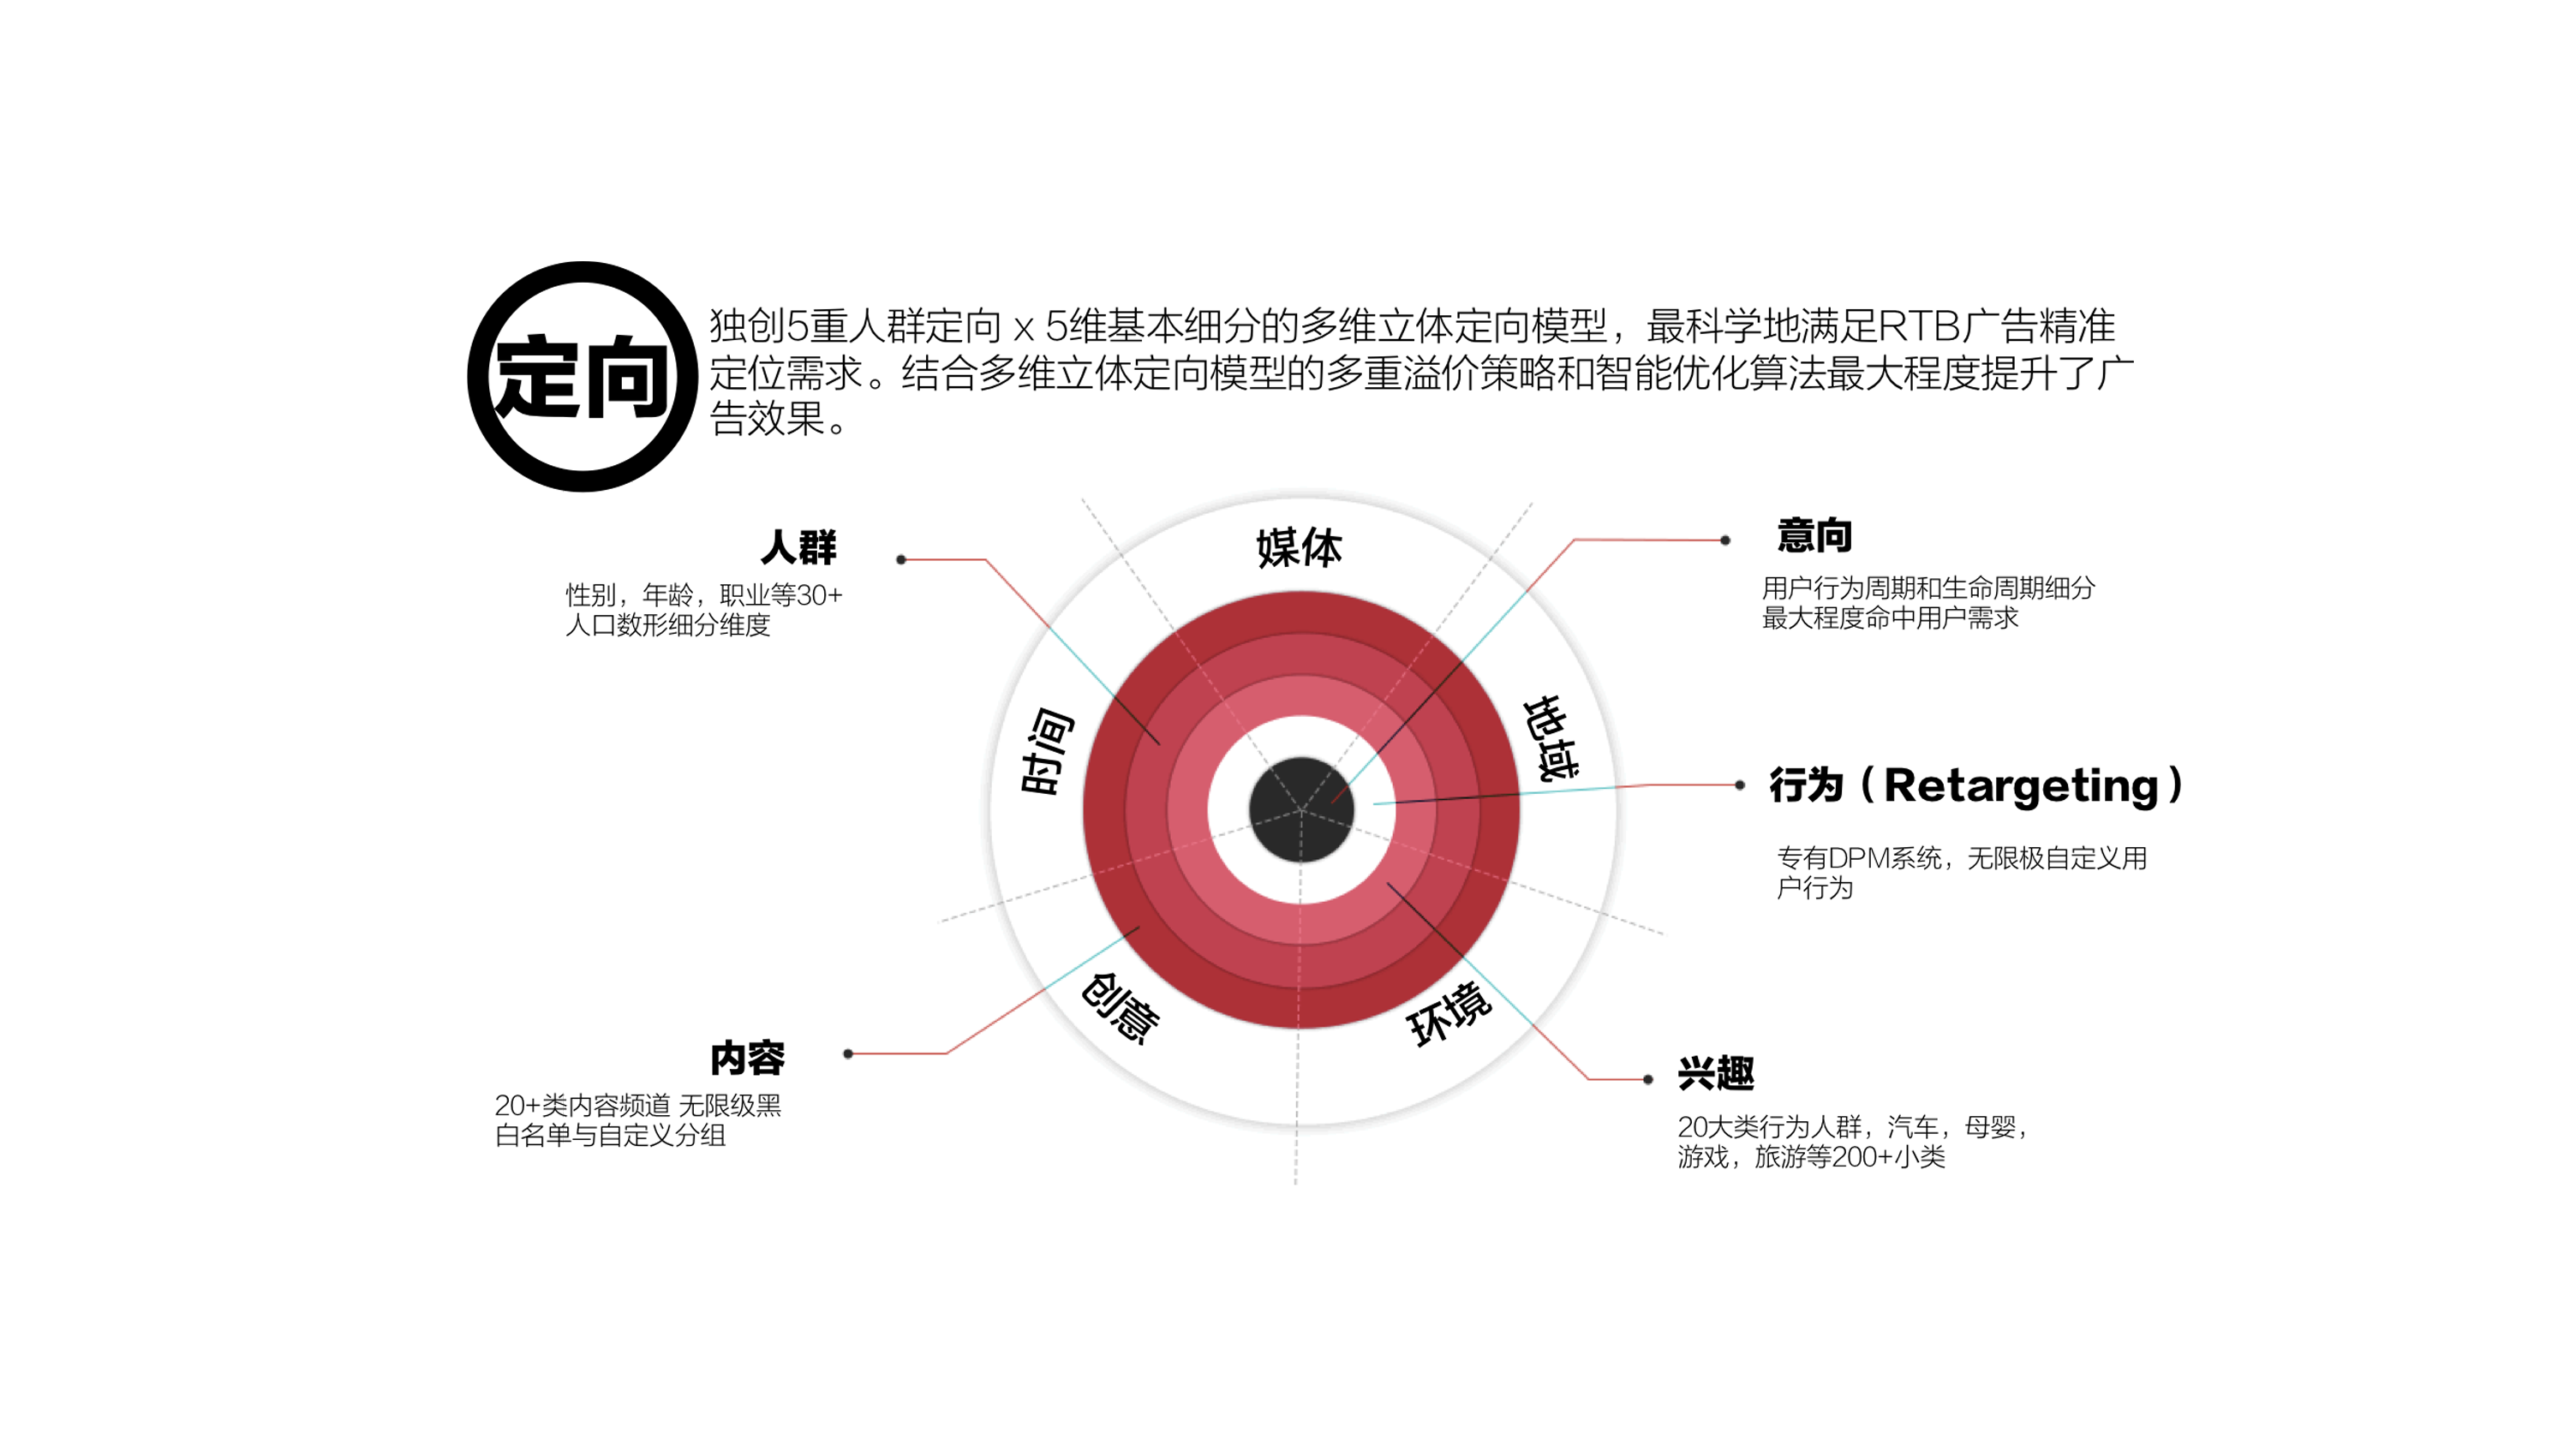 定向
独创5重人群定向 x 5维基本细分的多维立体定向模型，最科学地满足RTB广告精准
定位需求。结合多维立体定向模型的多重溢价策略和智能优化算法最大程度提升了广
告效果。
人群
性别，年龄，职业等30+
人口数形细分维度
媒体
意向
用户行为周期和生命周期细分
最大程度命中用户需求
时间
地域
行为（Retargeting）
专有DPM系统，无限极自定义用
户行为
创意
环境
内容
20+类内容频道 无限级黑
白名单与自定义分组
兴趣
20大类行为人群，汽车，母婴，
游戏，旅游等200+小类